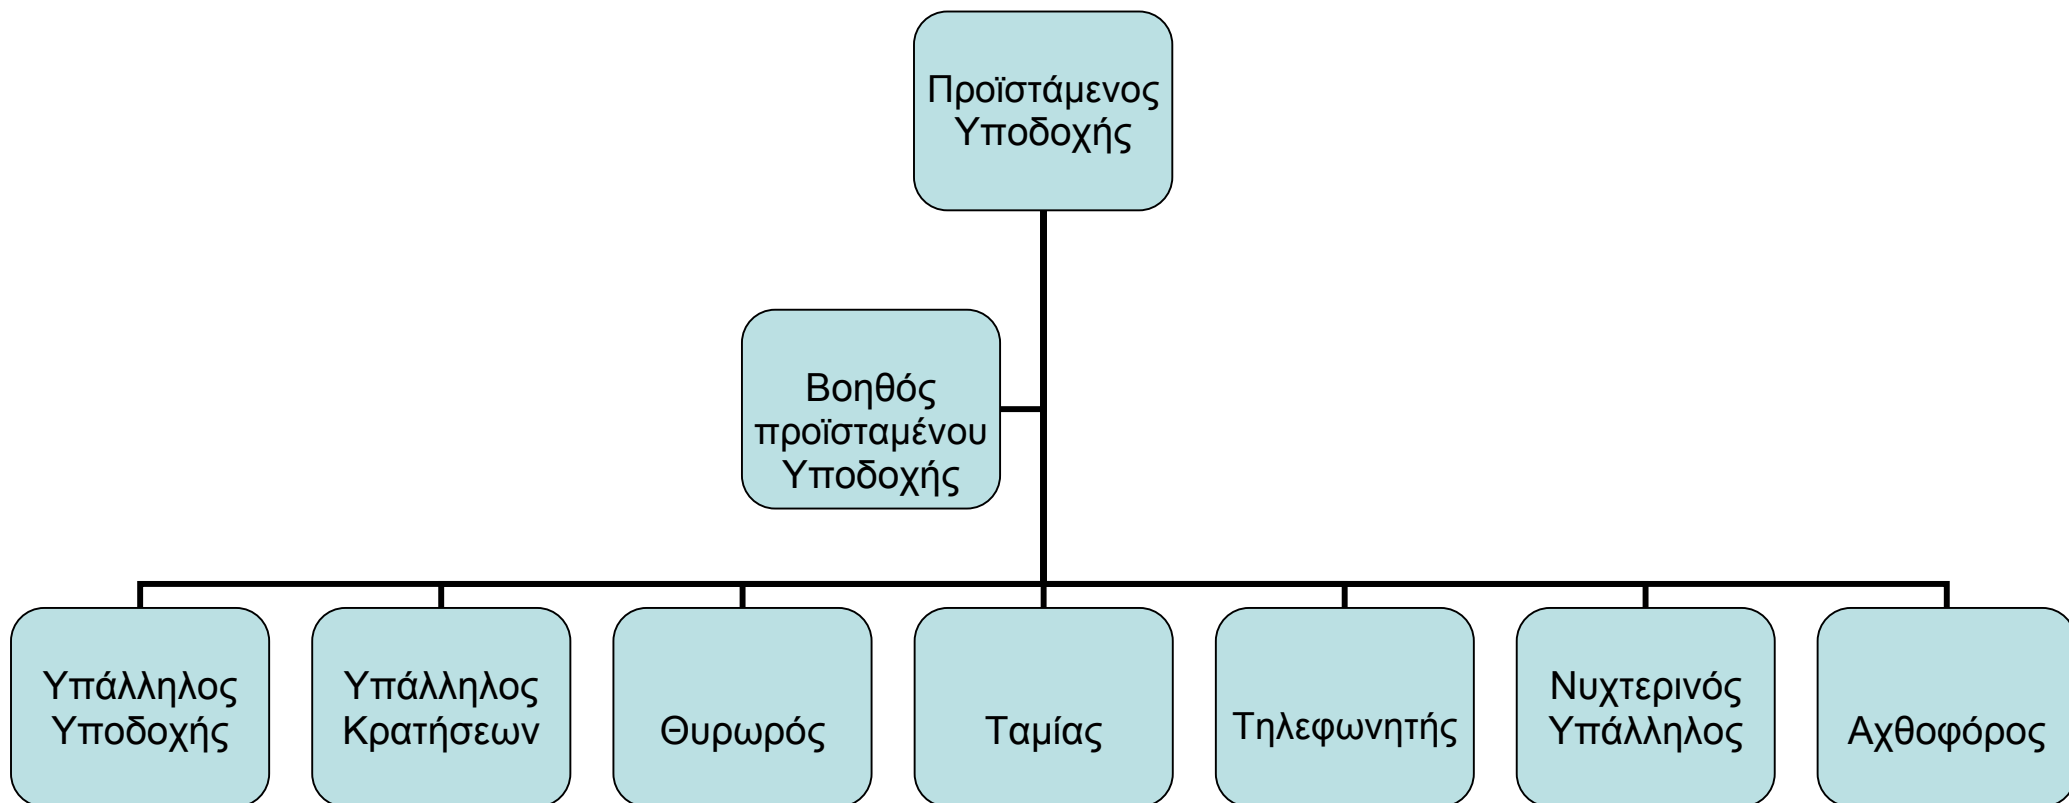 Προϊστάμενος
Υποδοχής
Βοηθός
προϊσταμένου
Υποδοχής
Υπάλληλος
Υποδοχής
Υπάλληλος
Κρατήσεων
Θυρωρός
Ταμίας
Τηλεφωνητής
Νυχτερινός
Υπάλληλος
Αχθοφόρος